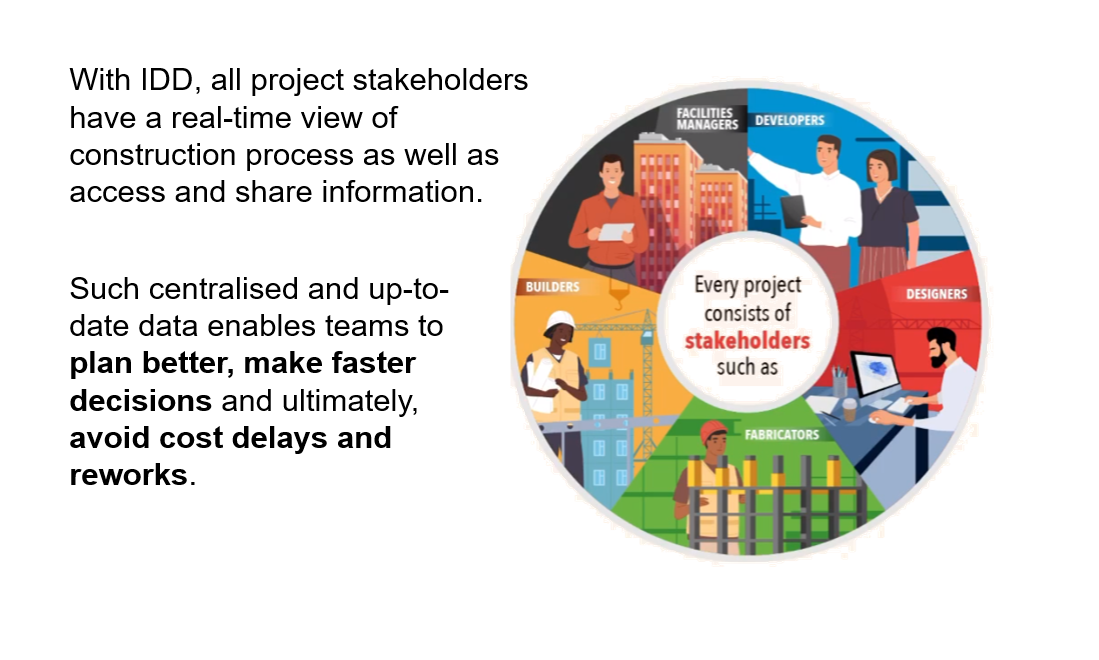 With IDD, all project stakeholders
have a real-time view of
construction process as well as
access and share information.
Such centralised and up-to-
date data enables teams to
plan better, make faster
decisions and ultimately,
avoid cost delays and
reworks.
FACILITIES
MANAGERS
DEVELOPERS
BUILDERS
DESIGNERS
Every project
consists of
stakeholders
such as
FABRICATORS